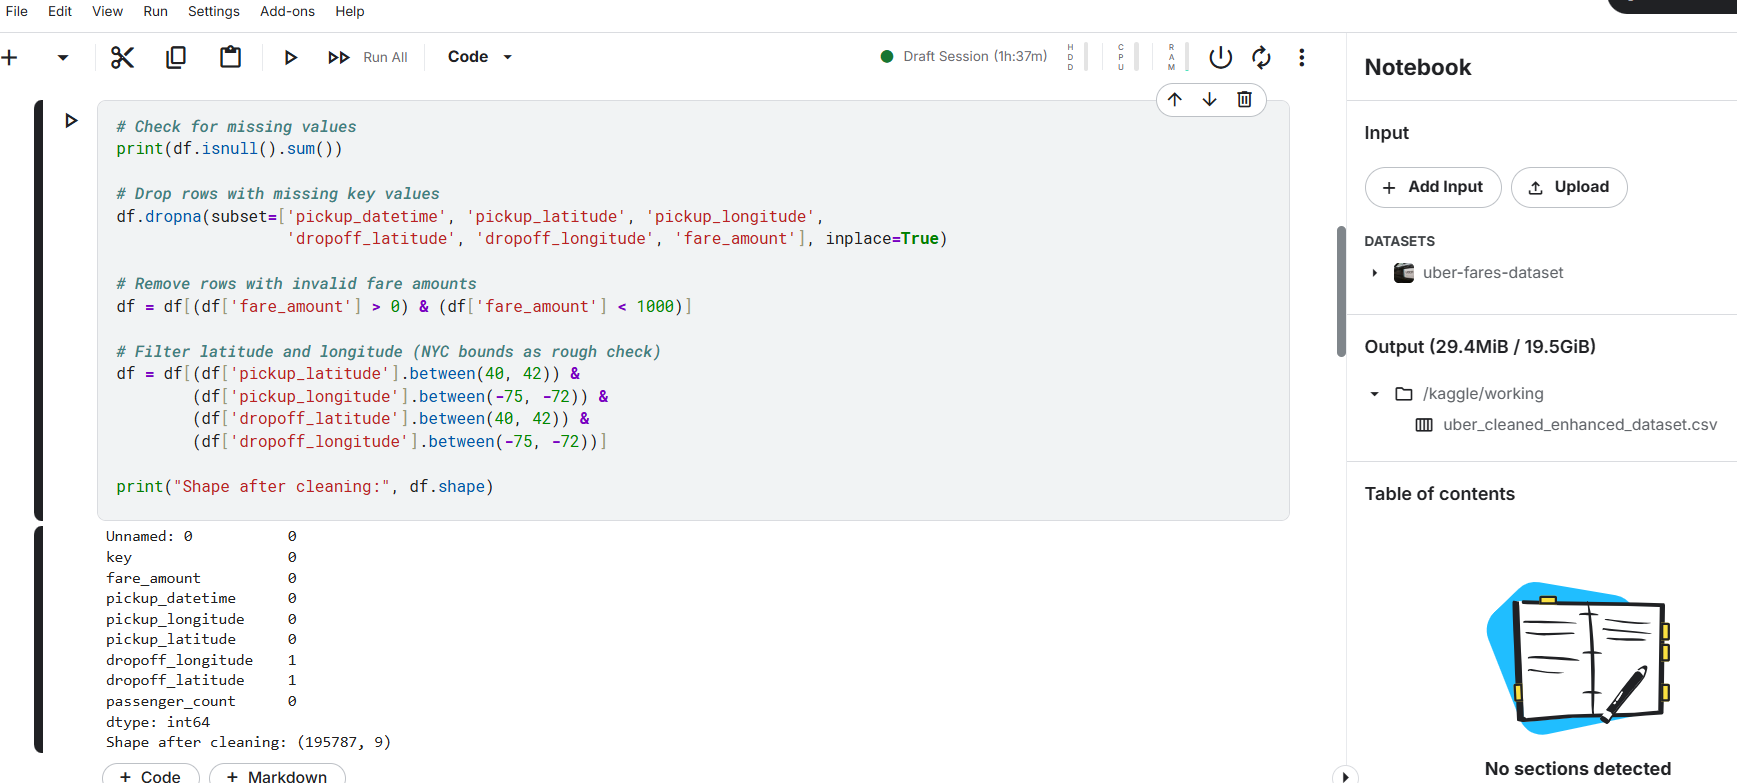 File Edit View Run Settings Add-ons Help
Run All Code Draft Session (1h:37m) HDD CPU RAM
# Check for missing values
print(df.isnull().sum())
# Drop rows with missing key values
df.dropna(subset=['pickup_datetime', 'pickup_latitude', 'pickup_longitude',
'dropoff_latitude', 'dropoff_longitude', 'fare_amount'], inplace=True)
# Remove rows with invalid fare amounts
df = df[(df['fare_amount'] > 0) & (df['fare_amount'] < 1000)]
# Filter latitude and longitude (NYC bounds as rough check)
df = df[(df['pickup_latitude'].between(40, 42)) &
(df['pickup_longitude'].between(-75, -72)) &
(df['dropoff_latitude'].between(40, 42)) &
(df['dropoff_longitude'].between(-75, -72))]
print("Shape after cleaning:", df.shape)
Unnamed: 0 0
key 0
fare_amount 0
pickup_datetime 0
pickup_longitude 0
pickup_latitude 0
dropoff_longitude 1
dropoff_latitude 1
passenger_count 0
dtype: int64
Shape after cleaning: (195787, 9)
+ Code + Markdown
Notebook
Input
+ Add Input Upload
DATASETS
uber-fares-dataset
Output (29.4MiB / 19.5GiB)
/kaggle/working
uber_cleaned_enhanced_dataset.csv
Table of contents
No sections detected